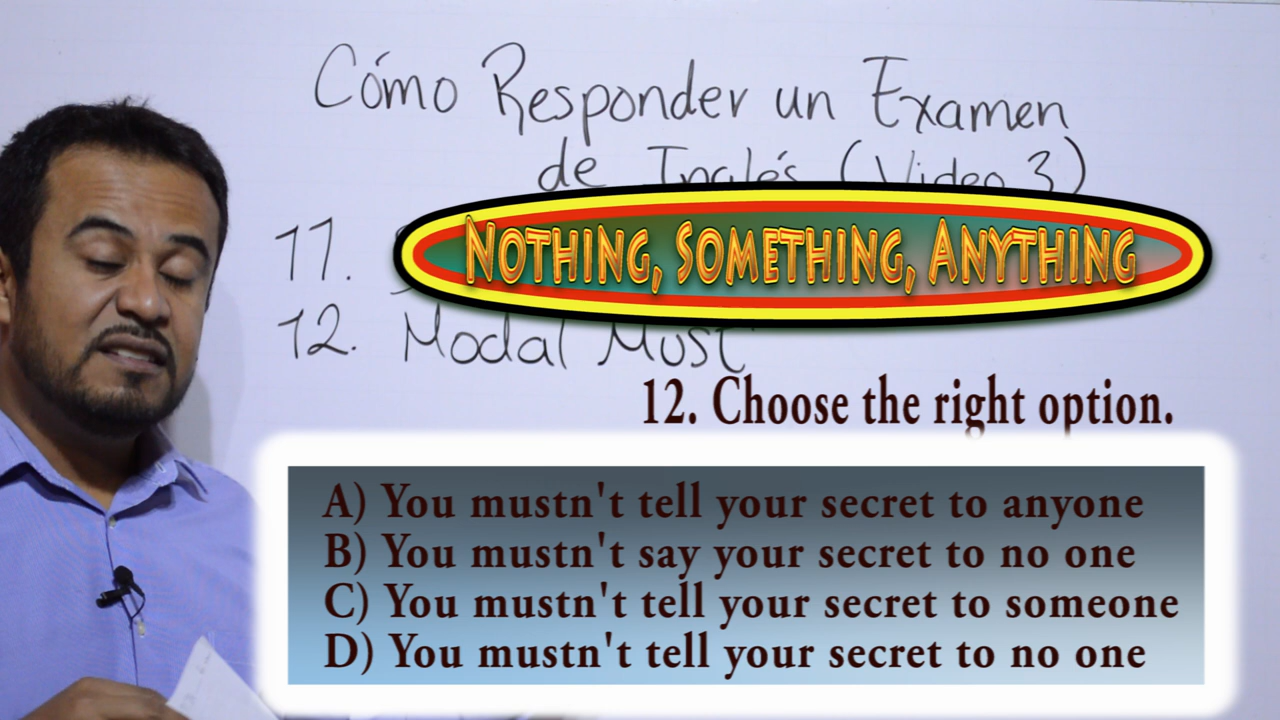 Cómo Responder un Examen
de Inglés (Video 3)
11.
NOTHING, SOMETHING, ANYTHING
12. Modal Must
12. Choose the right option.
A) You mustn't tell your secret to anyone
B) You mustn't say your secret to no one
C) You mustn't tell your secret to someone
D) You mustn't tell your secret to no one